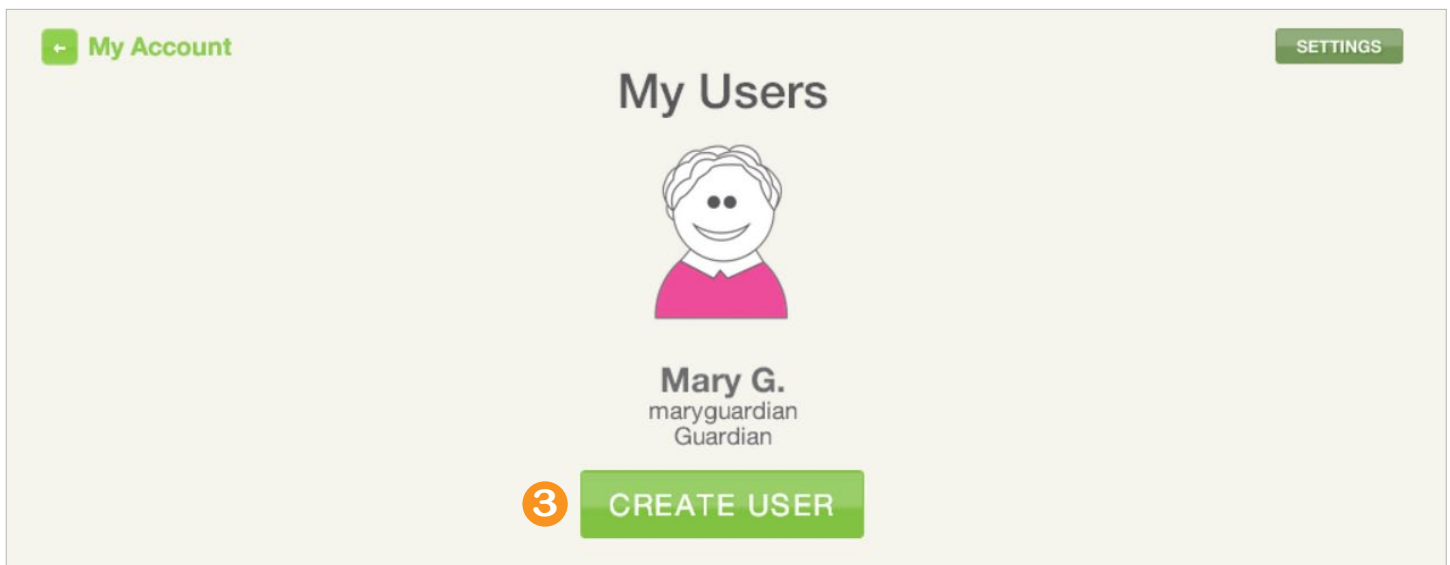 ← My Account
SETTINGS
My Users
Mary G.
maryguardian
Guardian
3 CREATE USER